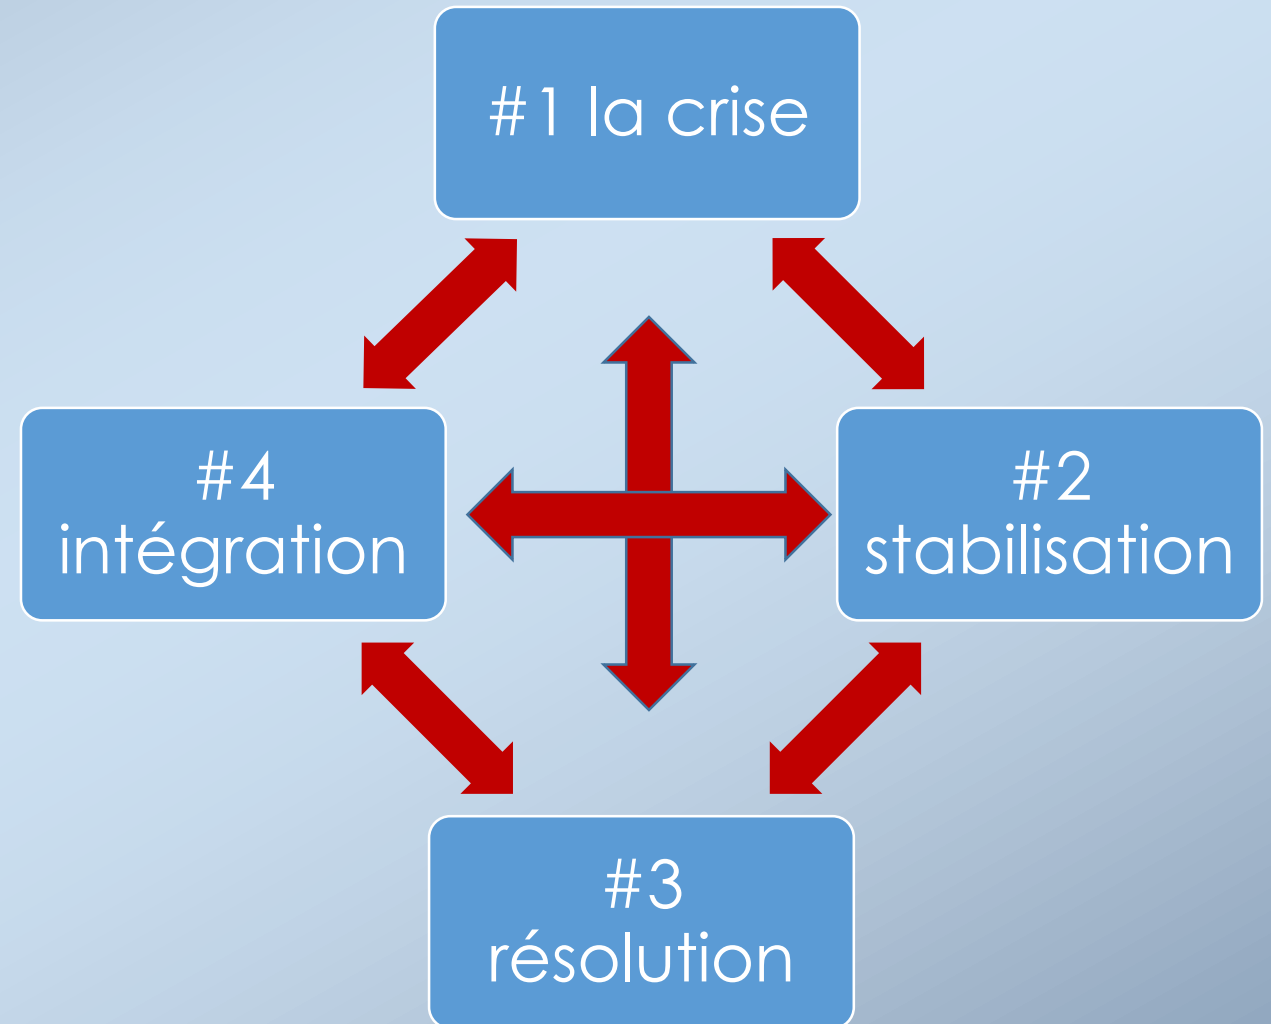 #1 la crise
#2
stabilisation
#3
résolution
#4
intégration